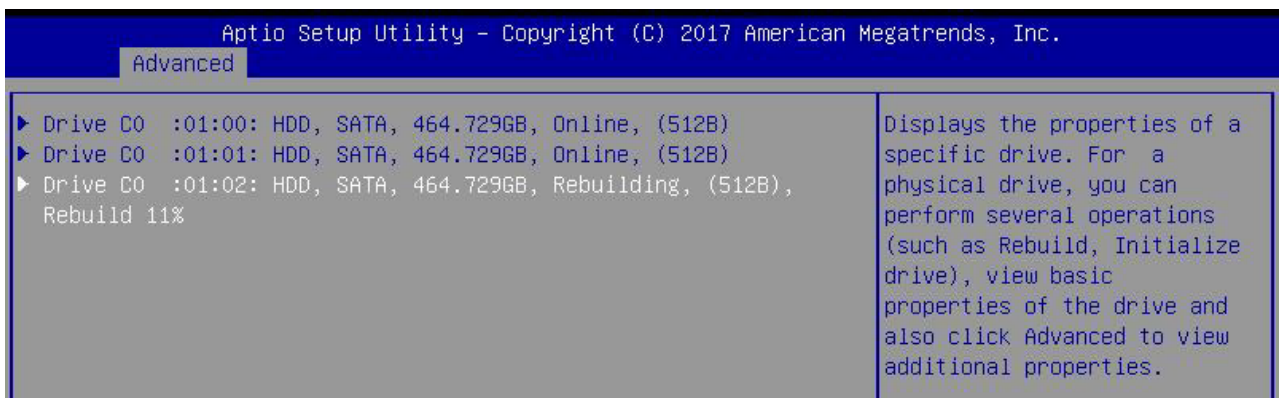 Aptio Setup Utility – Copyright (C) 2017 American Megatrends, Inc.
Advanced
Drive C0 :01:00: HDD, SATA, 464.729GB, Online, (512B)
Drive C0 :01:01: HDD, SATA, 464.729GB, Online, (512B)
Drive C0 :01:02: HDD, SATA, 464.729GB, Rebuilding, (512B),
Rebuild 11%
Displays the properties of a
specific drive. For a
physical drive, you can
perform several operations
(such as Rebuild, Initialize
drive), view basic
properties of the drive and
also click Advanced to view
additional properties.